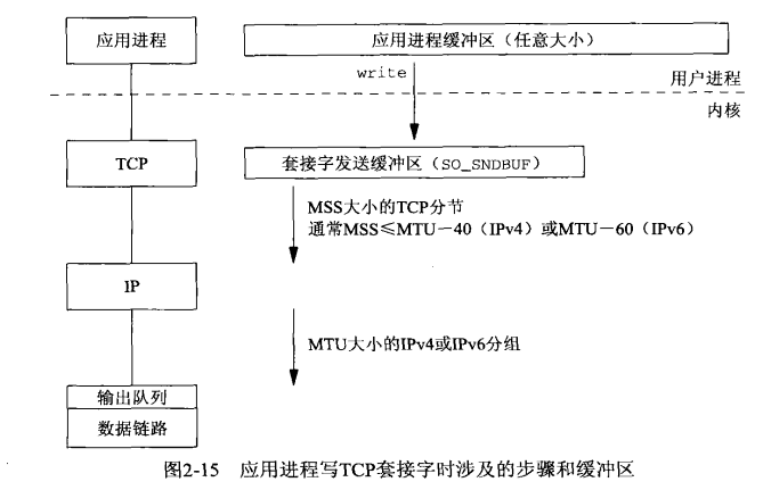 应用进程
应用进程缓冲区（任意大小）
write
用户进程
内核
TCP
套接字发送缓冲区（SO_SNDBUF）
MSS大小的TCP分节
通常MSS≤MTU－40（IPv4）或MTU－60（IPv6）
IP
MTU大小的IPv4或IPv6分组
输出队列
数据链路
图2-15 应用进程写TCP套接字时涉及的步骤和缓冲区